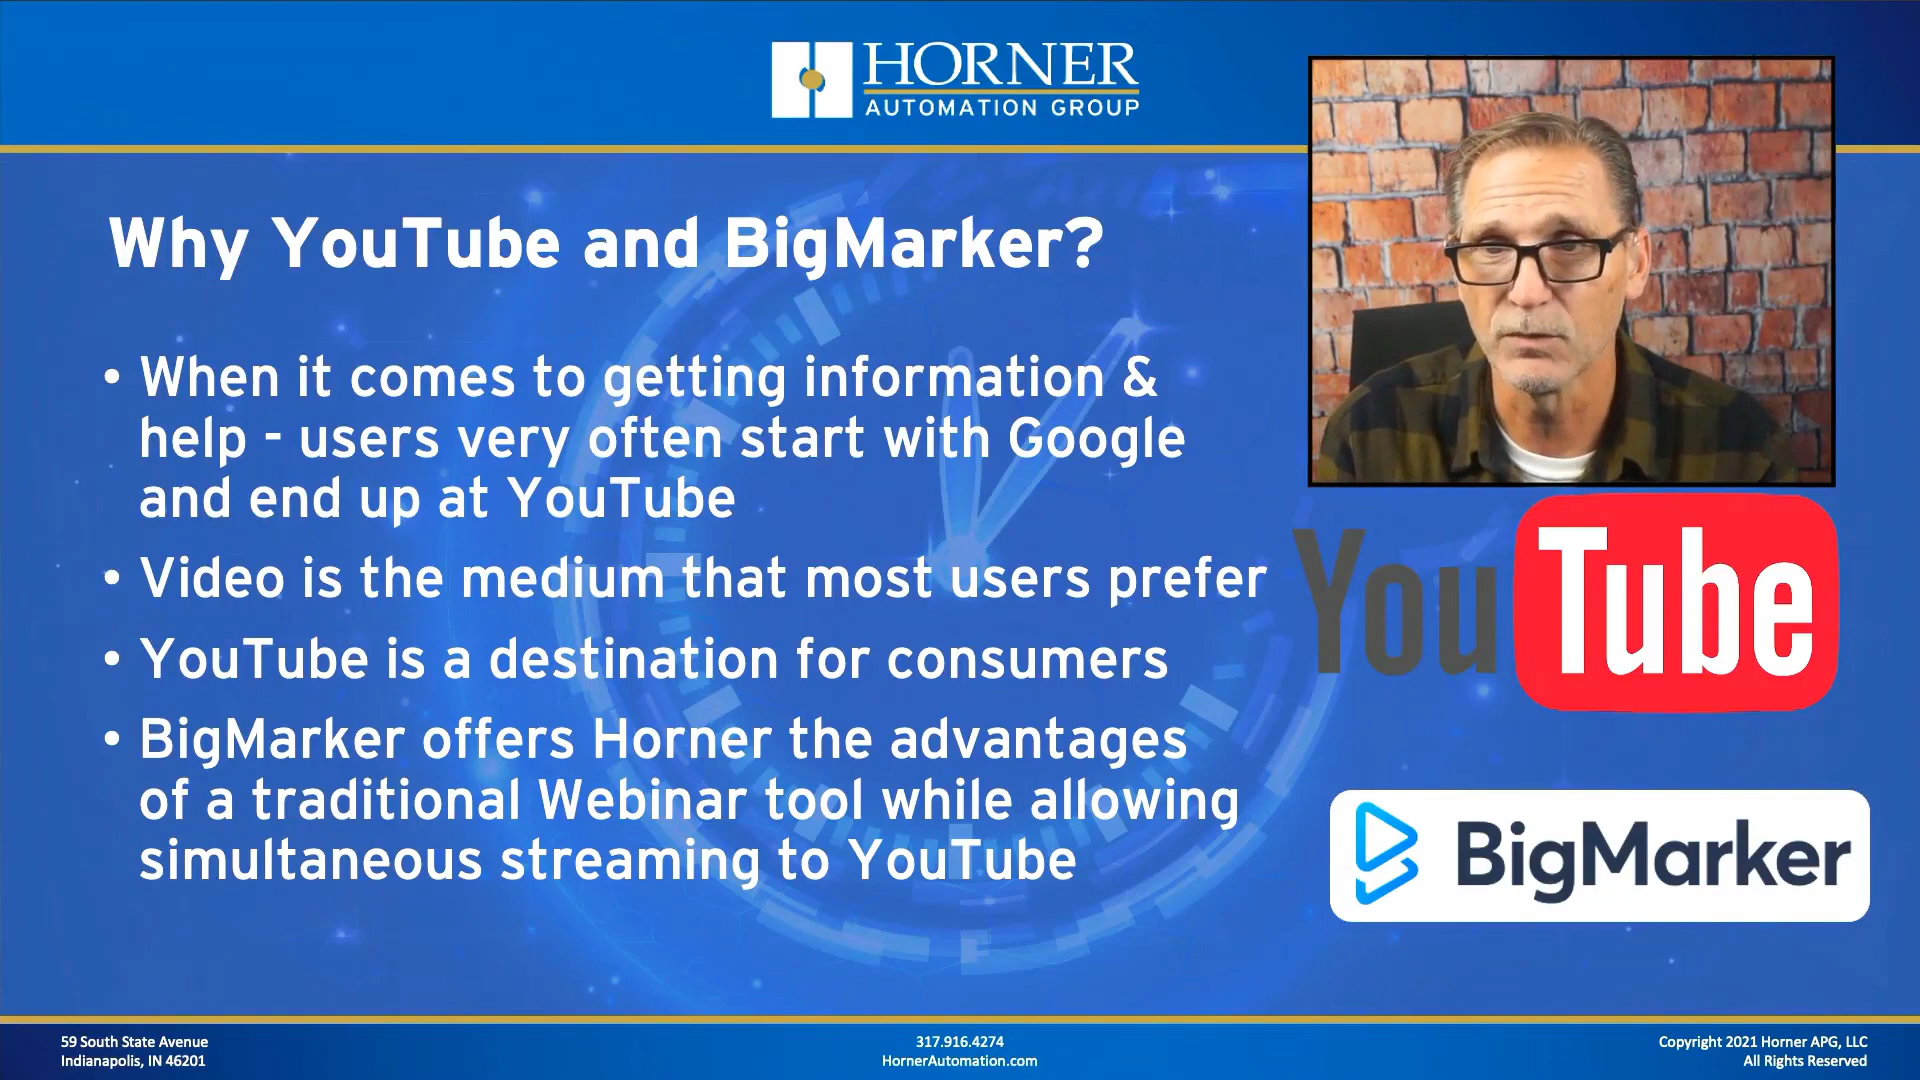 HORNER
AUTOMATION GROUP
Why YouTube and BigMarker?
• When it comes to getting information &
help - users very often start with Google
and end up at YouTube
• Video is the medium that most users prefer
• YouTube is a destination for consumers
• BigMarker offers Horner the advantages
of a traditional Webinar tool while allowing
simultaneous streaming to YouTube
YouTube
BigMarker
59 South State Avenue
Indianapolis, IN 46201
317.916.4274
HornerAutomation.com
Copyright 2021 Horner APG, LLC
All Rights Reserved